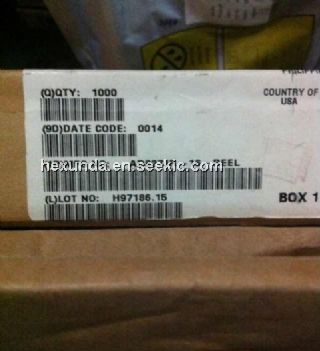 (Q)QTY: 1000
COUNTRY OF
USA
(9D)DATE CODE: 0014
hexunda.en.seekic.com
REEL
(L)LOT NO: H97186.15
BOX 1